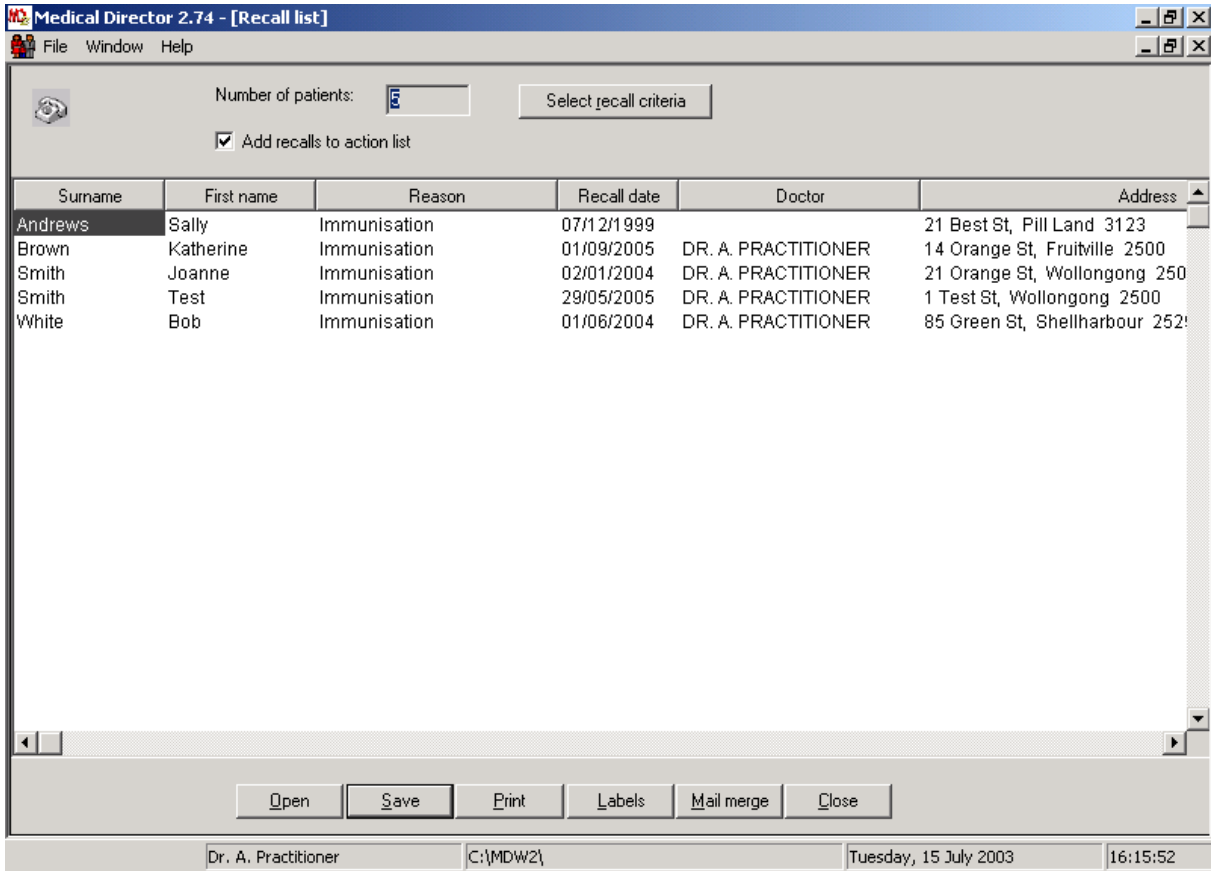 Medical Director 2.74 - [Recall list]
File Window Help
Number of patients: 5 Select recall criteria
Add recalls to action list
Surname First name Reason Recall date Doctor Address
Andrews Sally Immunisation 07/12/1999 21 Best St, Pill Land 3123
Brown Katherine Immunisation 01/09/2005 DR. A. PRACTITIONER 14 Orange St, Fruitville 2500
Smith Joanne Immunisation 02/01/2004 DR. A. PRACTITIONER 21 Orange St, Wollongong 250
Smith Test Immunisation 29/05/2005 DR. A. PRACTITIONER 1 Test St, Wollongong 2500
White Bob Immunisation 01/06/2004 DR. A. PRACTITIONER 85 Green St, Shellharbour 252
Open Save Print Labels Mail merge Close
Dr. A. Practitioner C:\MDW2\ Tuesday, 15 July 2003 16:15:52